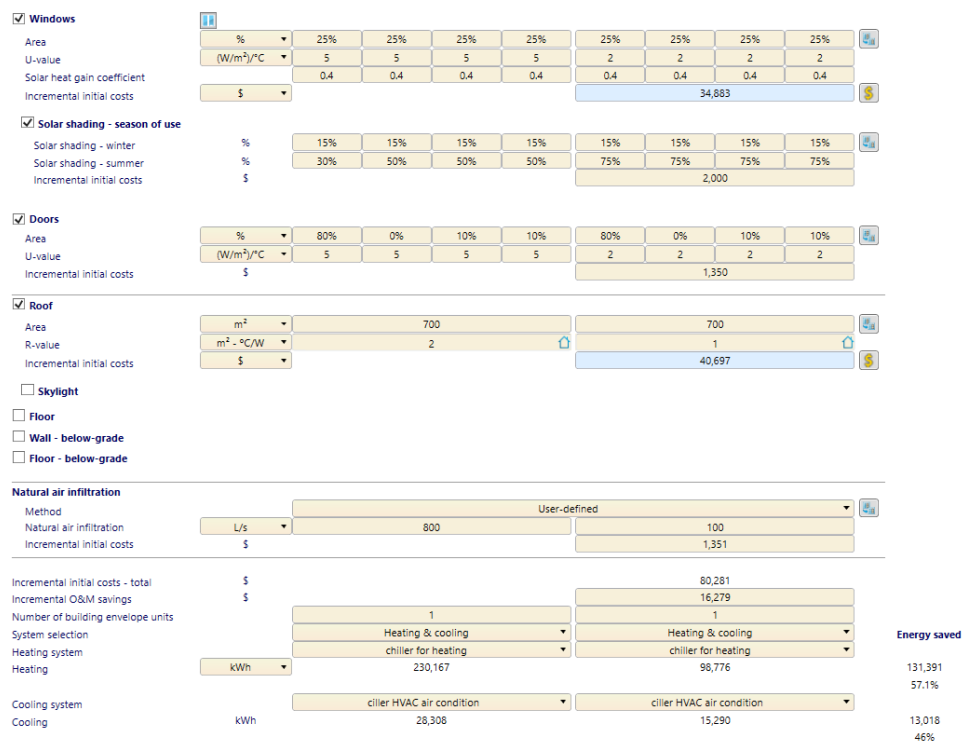 Windows
Area % 25% 25% 25% 25% 25% 25% 25% 25%
U-value (W/m²)/°C 5 5 5 5 2 2 2 2
Solar heat gain coefficient 0.4 0.4 0.4 0.4 0.4 0.4 0.4 0.4
Incremental initial costs $ 34,883 $
Solar shading - season of use
Solar shading - winter % 15% 15% 15% 15% 15% 15% 15% 15%
Solar shading - summer % 30% 50% 50% 50% 75% 75% 75% 75%
Incremental initial costs $ 2,000
Doors
Area % 80% 0% 10% 10% 80% 0% 10% 10%
U-value (W/m²)/°C 5 5 5 5 2 2 2 2
Incremental initial costs $ 1,350
Roof
Area m² 700 700
R-value m² - °C/W 2 1
Incremental initial costs $ 40,697 $
Skylight
Floor
Wall - below-grade
Floor - below-grade
Natural air infiltration
Method User-defined
Natural air infiltration L/s 800 100
Incremental initial costs $ 1,351
Incremental initial costs - total $ 80,281
Incremental O&M savings $ 16,279
Number of building envelope units 1 1
System selection Heating & cooling Heating & cooling Energy saved
Heating system chiller for heating chiller for heating
Heating kWh 230,167 98,776 131,391
57.1%
Cooling system ciller HVAC air condition ciller HVAC air condition
Cooling kWh 28,308 15,290 13,018
46%